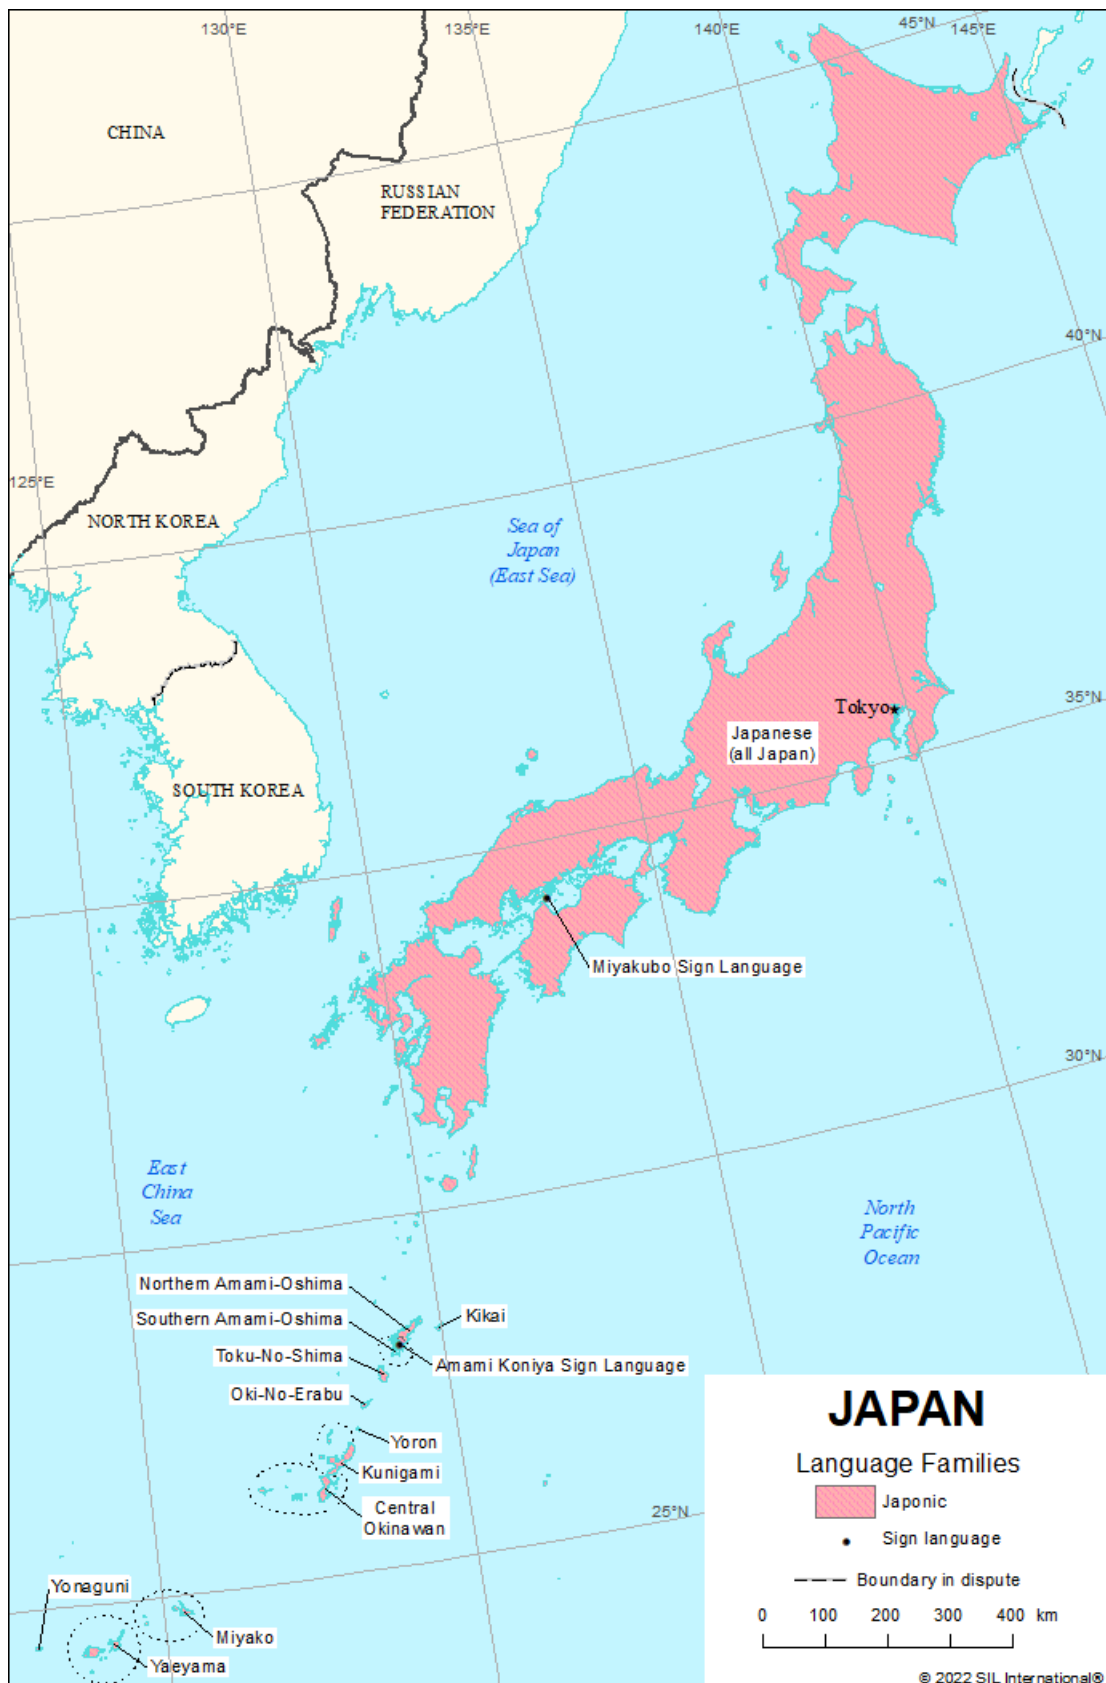 130°E
135°E
140°E
45°N
145°E
CHINA
RUSSIAN
FEDERATION
40°N
125°E
NORTH KOREA
Sea of
Japan
(East Sea)
35°N
Tokyo
Japanese
(all Japan)
SOUTH KOREA
Miyakubo Sign Language
30°N
East
China
Sea
North
Pacific
Ocean
Northern Amami-Oshima
Southern Amami-Oshima
Kikai
Toku-No-Shima
Amami Koniya Sign Language
Oki-No-Erabu
Yoron
Kunigami
Central
Okinawan
25°N
Yonaguni
Miyako
Yaeyama
JAPAN
Language Families
Japonic
Sign language
Boundary in dispute
0 100 200 300 400 km
© 2022 SIL International®